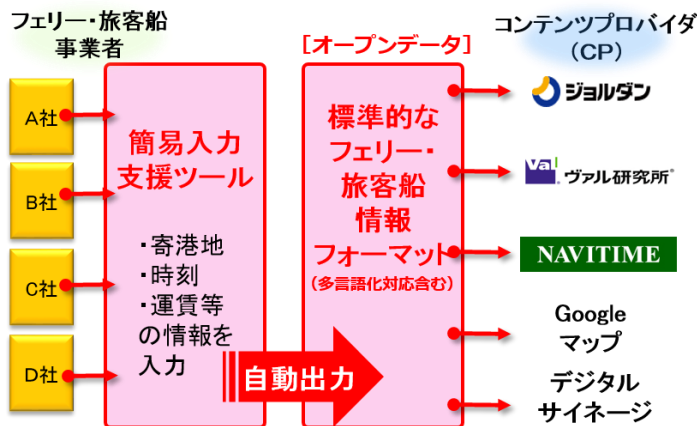 フェリー・旅客船
事業者
A社
B社
C社
D社
簡易入力
支援ツール
・寄港地
・時刻
・運賃等
の情報を
入力
自動出力
[オープンデータ]
標準的な
フェリー・
旅客船
情報
フォーマット
(多言語化対応含む)
コンテンツプロバイダ
(CP)
ジョルダン
Val
ヴァル研究所®
NAVITIME
Google
マップ
デジタル
サイネージ